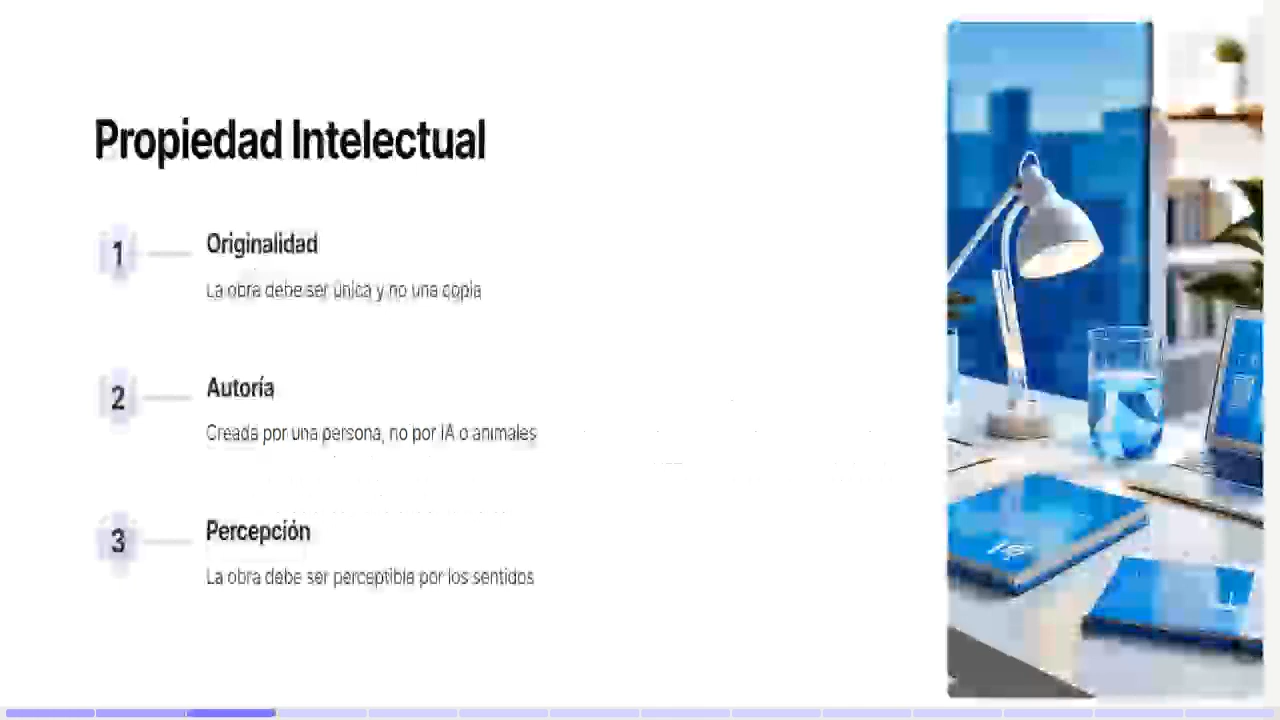 Propiedad Intelectual
1
Originalidad
La obra debe ser única y no una copia
2
Autoría
Creada por una persona, no por IA o animales
3
Percepción
La obra debe ser perceptible por los sentidos